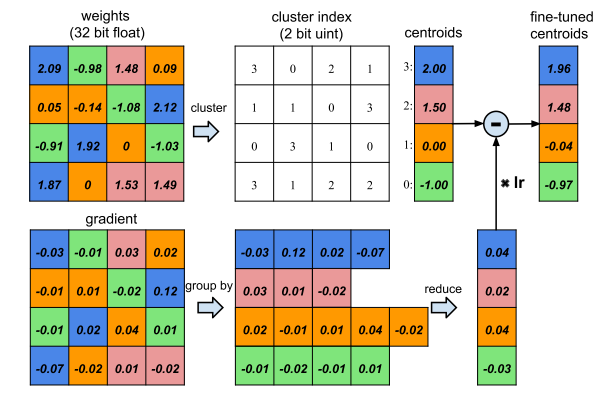 weights
(32 bit float)
cluster index
(2 bit uint)
centroids
fine-tuned
centroids
2.09 -0.98 1.48 0.09
0.05 -0.14 -1.08 2.12
-0.91 1.92 0 -1.03
1.87 0 1.53 1.49
cluster
3 0 2 1
1 1 0 3
0 3 1 0
3 1 2 2
3: 2.00
2: 1.50
1: 0.00
0: -1.00
-
× lr
1.96
1.48
-0.04
-0.97
gradient
-0.03 -0.01 0.03 0.02
-0.01 0.01 -0.02 0.12
-0.01 0.02 0.04 0.01
-0.07 -0.02 0.01 -0.02
group by
-0.03 0.12 0.02 -0.07
0.03 0.01 -0.02
0.02 -0.01 0.01 0.04 -0.02
-0.01 -0.02 -0.01 0.01
reduce
0.04
0.02
0.04
-0.03